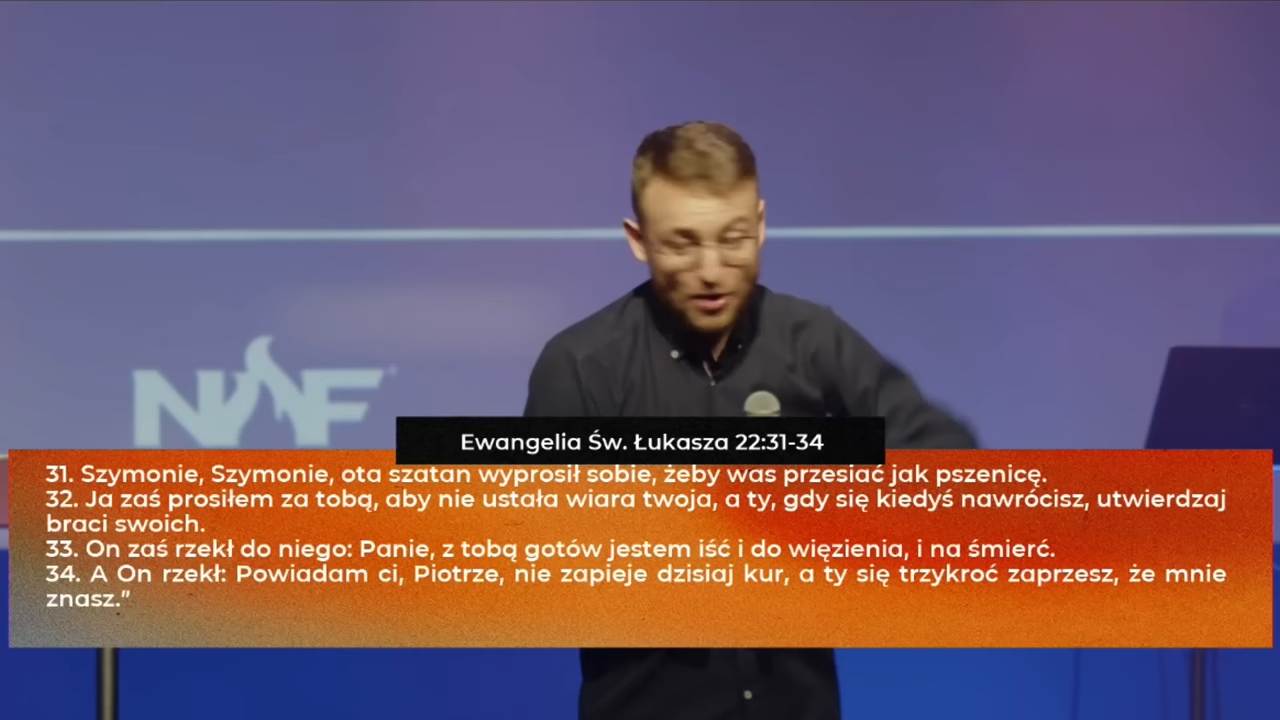 NAF
Ewangelia Św. Łukasza 22:31-34
31. Szymonie, Szymonie, oto szatan wyprosił sobie, żeby was przesiać jak pszenicę.
32. Ja zaś prosiłem za tobą, aby nie ustała wiara twoja, a ty, gdy się kiedyś nawrócisz, utwierdzaj
braci swoich.
33. On zaś rzekł do niego: Panie, z tobą gotów jestem iść i do więzienia, i na śmierć.
34. A On rzekł: Powiadam ci, Piotrze, nie zapieje dzisiaj kur, a ty się trzykroć zaprzesz, że mnie
znasz.”